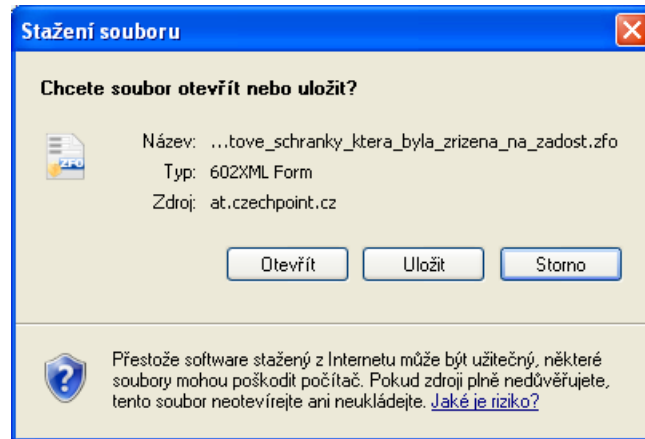 Stažení souboru
Chcete soubor otevřít nebo uložit?
Název: ...tove_schranky_ktera_byla_zrizena_na_zadost.zfo
ZFO
Typ: 602XML Form
Zdroj: at.czechpoint.cz
Otevřít Uložit Storno
Přestože software stažený z Internetu může být užitečný, některé
soubory mohou poškodit počítač. Pokud zdroji plně nedůvěřujete,
tento soubor neotevírejte ani neukládejte. Jaké je riziko?